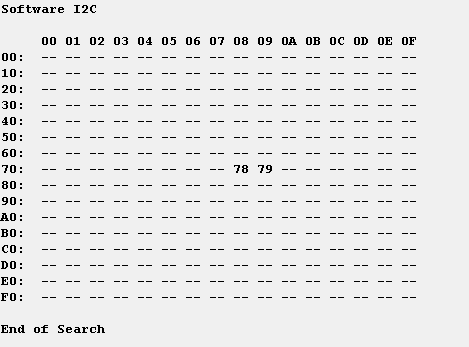 Software I2C
00 01 02 03 04 05 06 07 08 09 0A 0B 0C 0D 0E 0F
00: -- -- -- -- -- -- -- -- -- -- -- -- -- -- -- --
10: -- -- -- -- -- -- -- -- -- -- -- -- -- -- -- --
20: -- -- -- -- -- -- -- -- -- -- -- -- -- -- -- --
30: -- -- -- -- -- -- -- -- -- -- -- -- -- -- -- --
40: -- -- -- -- -- -- -- -- -- -- -- -- -- -- -- --
50: -- -- -- -- -- -- -- -- -- -- -- -- -- -- -- --
60: -- -- -- -- -- -- -- -- -- -- -- -- -- -- -- --
70: -- -- -- -- -- -- -- -- 78 79 -- -- -- -- -- --
80: -- -- -- -- -- -- -- -- -- -- -- -- -- -- -- --
90: -- -- -- -- -- -- -- -- -- -- -- -- -- -- -- --
A0: -- -- -- -- -- -- -- -- -- -- -- -- -- -- -- --
B0: -- -- -- -- -- -- -- -- -- -- -- -- -- -- -- --
C0: -- -- -- -- -- -- -- -- -- -- -- -- -- -- -- --
D0: -- -- -- -- -- -- -- -- -- -- -- -- -- -- -- --
E0: -- -- -- -- -- -- -- -- -- -- -- -- -- -- -- --
F0: -- -- -- -- -- -- -- -- -- -- -- -- -- -- -- --
End of Search